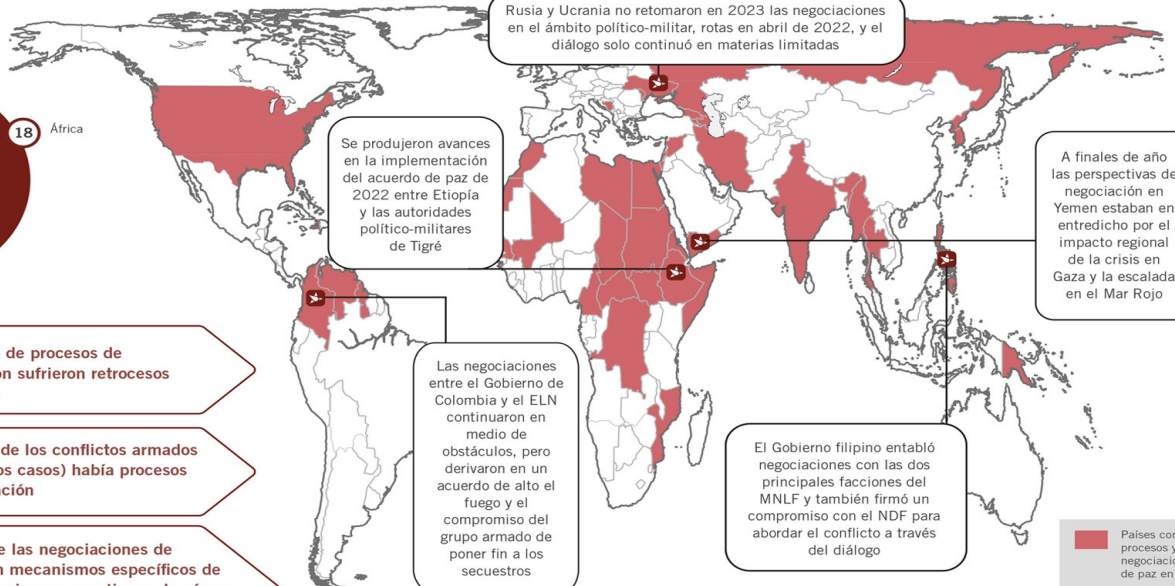 Rusia y Ucrania no retomaron en 2023 las negociaciones
en el ámbito político-militar, rotas en abril de 2022, y el
diálogo solo continuó en materias limitadas
18
África
Se produjeron avances
en la implementación
del acuerdo de paz de
2022 entre Etiopía
y las autoridades
político-militares
de Tigré
A finales de año
las perspectivas de
negociación en
Yemen estaban en
entredicho por el
impacto regional
de la crisis en
Gaza y la escalada
en el Mar Rojo
de procesos de
sufrieron retrocesos
de los conflictos armados
casos) había procesos
las negociaciones de
mecanismos específicos de
Las negociaciones
entre el Gobierno de
Colombia y el ELN
continuaron en
medio de
obstáculos, pero
derivaron en un
acuerdo de alto el
fuego y el
compromiso del
grupo armado de
poner fin a los
secuestros
El Gobierno filipino entabló
negociaciones con las dos
principales facciones del
MNLF y también firmó un
compromiso con el NDF para
abordar el conflicto a través
del diálogo
Países con
procesos y
de paz en